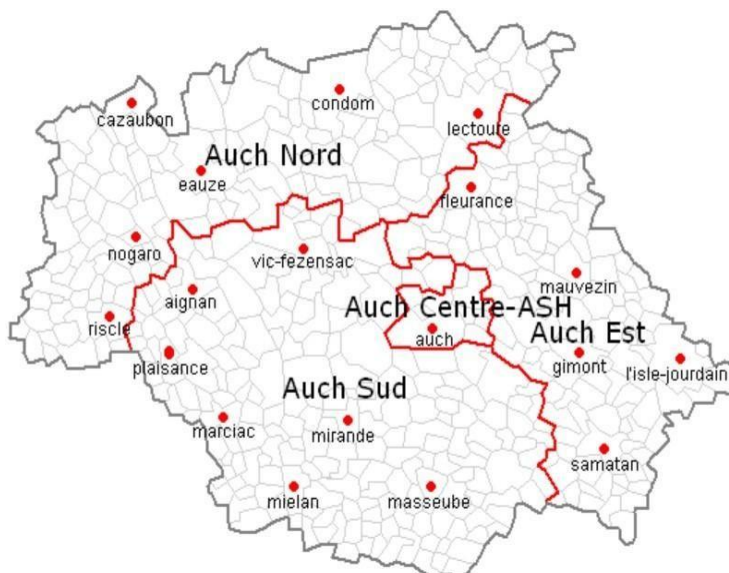 condom
cazaubon
lectoure
Auch Nord
eauze
fleurance
nogaro
vic-fezensac
mauvezin
aignan
Auch Centre-ASH
riscle
auch
Auch Est
plaisance
gimont
l'isle-jourdain
Auch Sud
marciac
mirande
samatan
mielan
masseube